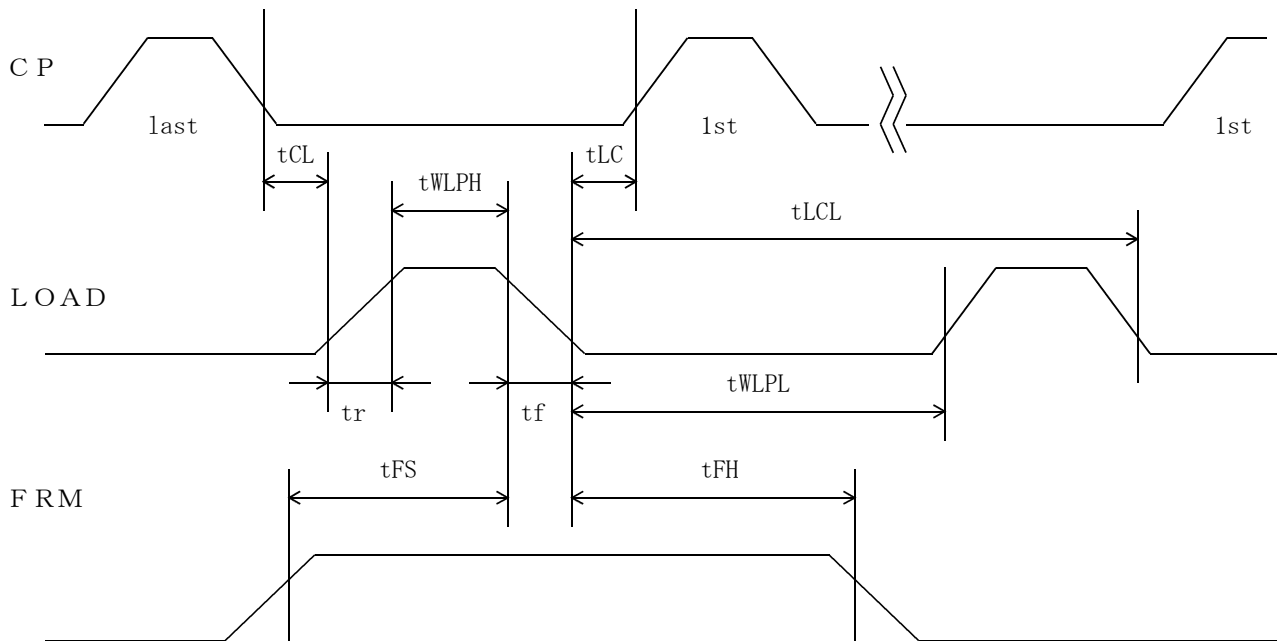 CP
last
1st
1st
tCL
tLC
tWLPH
tLCL
LOAD
tWLPL
tr
tf
tFS
tFH
FRM